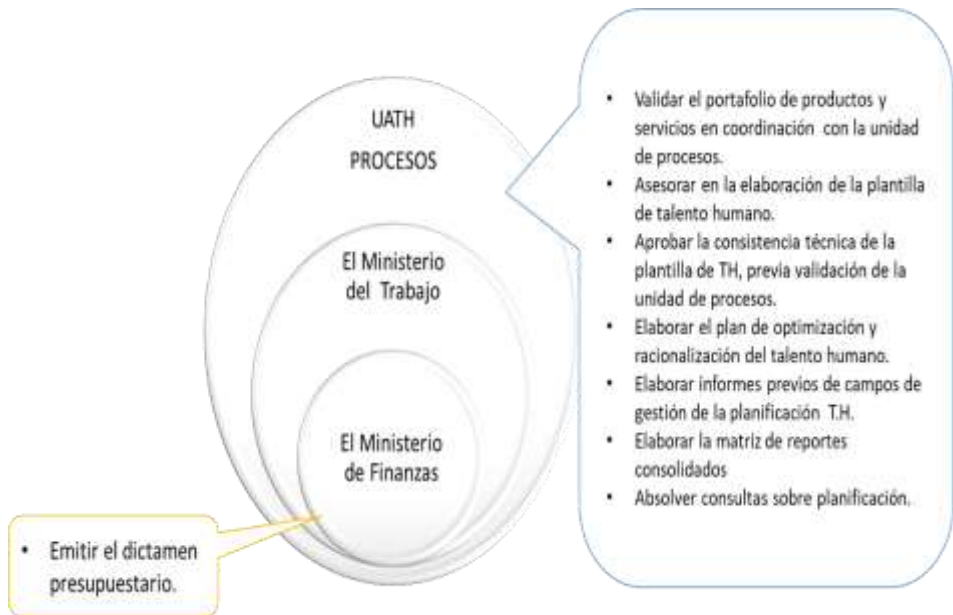 UATH
PROCESOS
El Ministerio
del Trabajo
El Ministerio
de Finanzas
• Emitir el dictamen
presupuestario.
• Validar el portafolio de productos y
servicios en coordinación con la unidad
de procesos.
• Asesorar en la elaboración de la plantilla
de talento humano.
• Aprobar la consistencia técnica de la
plantilla de TH, previa validación de la
unidad de procesos.
• Elaborar el plan de optimización y
racionalización del talento humano.
• Elaborar informes previos de campos de
gestión de la planificación T.H.
• Elaborar la matriz de reportes
consolidados
• Absolver consultas sobre planificación.